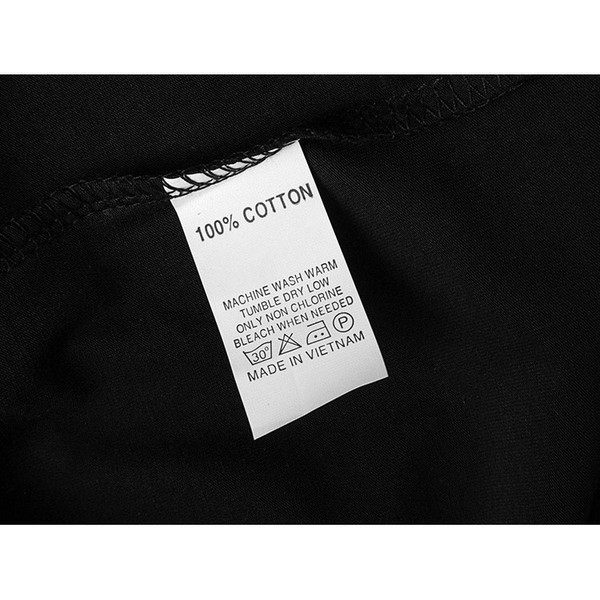 100% COTTON
MACHINE WASH WARM
TUMBLE DRY LOW
ONLY NON CHLORINE
BLEACH WHEN NEEDED
30° P
MADE IN VIETNAM